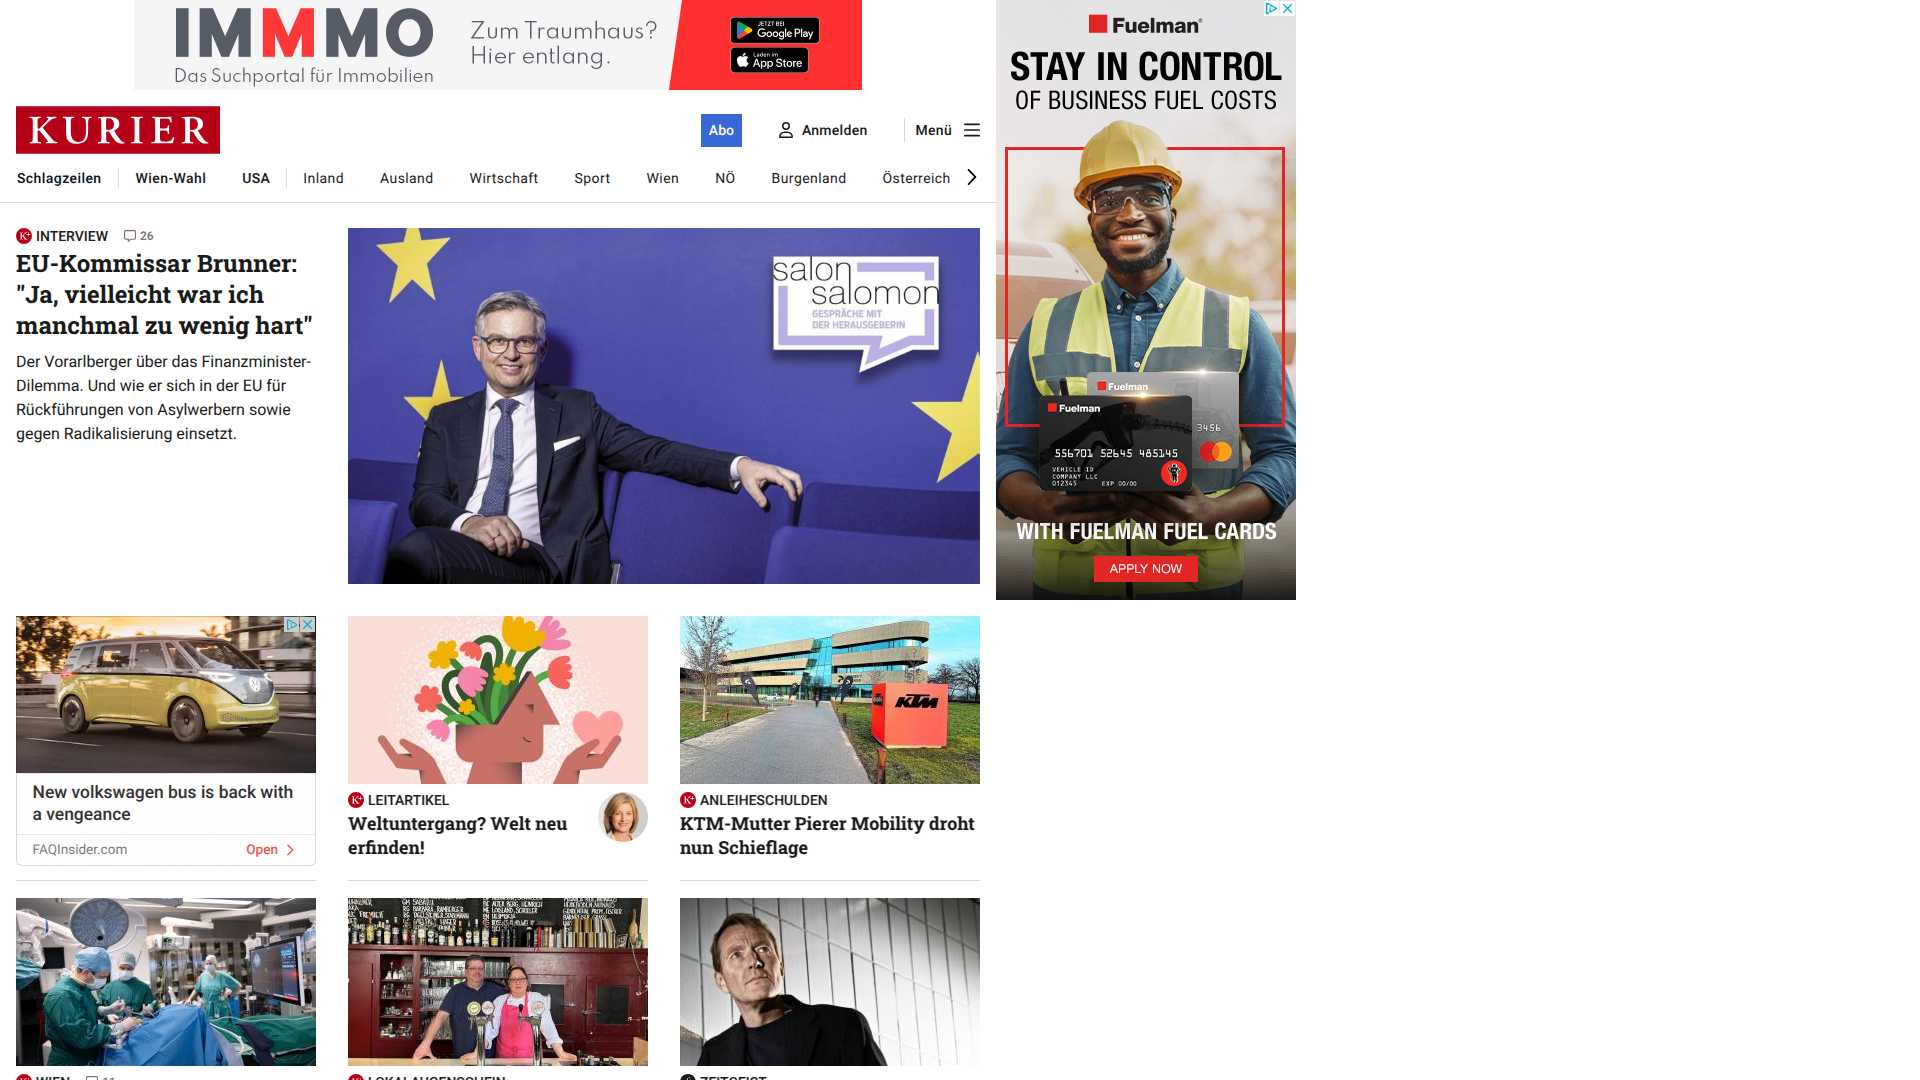 IMMMO
Das Suchportal für Immobilien
Zum Traumhaus?
Hier entlang.
JETZT BEI
Google Play
Laden im
App Store
KURIER
Abo
Anmelden
Menü
Schlagzeilen
Wien-Wahl
USA
Inland
Ausland
Wirtschaft
Sport
Wien
NÖ
Burgenland
Österreich
INTERVIEW 26
EU-Kommissar Brunner:
"Ja, vielleicht war ich
manchmal zu wenig hart"
Der Vorarlberger über das Finanzminister-
Dilemma. Und wie er sich in der EU für
Rückführungen von Asylwerbern sowie
gegen Radikalisierung einsetzt.
salon
salomon
GESPRÄCHE MIT
DER HERAUSGEBERIN
Fuelman
STAY IN CONTROL
OF BUSINESS FUEL COSTS
Fuelman
Fuelman
3456
556701 52645 485145
VEHICLE ID
COMPANY LLC
012345 EXP 00/00
WITH FUELMAN FUEL CARDS
APPLY NOW
New volkswagen bus is back with
a vengeance
FAQInsider.com
Open
LEITARTIKEL
Weltuntergang? Welt neu
erfinden!
KTM
ANLEIHESCHULDEN
KTM-Mutter Pierer Mobility droht
nun Schieflage
WIEN
LOKALAUGENSCHEIN
ZEITGEIST